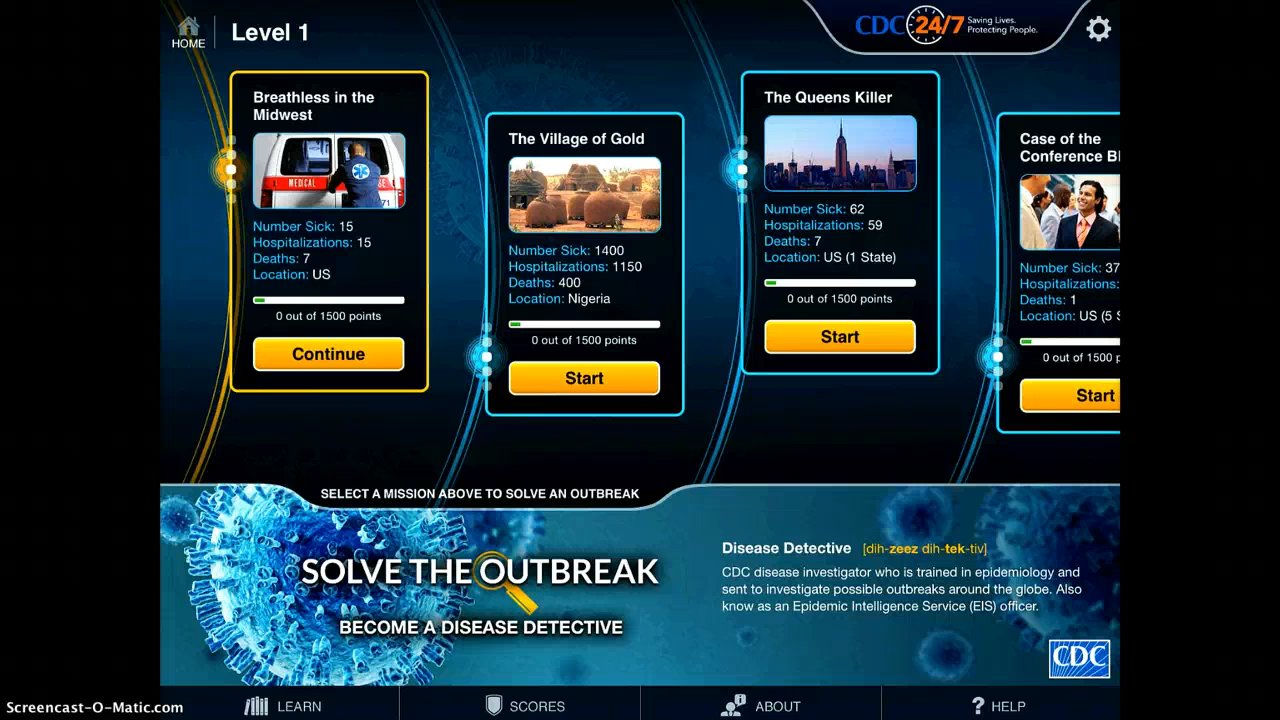 HOME
Level 1
CDC 24/7 Saving Lives.
Protecting People.
Breathless in the
Midwest
MEDICAL
Number Sick: 15
Hospitalizations: 15
Deaths: 7
Location: US
0 out of 1500 points
Continue
The Village of Gold
Number Sick: 1400
Hospitalizations: 1150
Deaths: 400
Location: Nigeria
0 out of 1500 points
Start
The Queens Killer
Number Sick: 62
Hospitalizations: 59
Deaths: 7
Location: US (1 State)
0 out of 1500 points
Start
Case of the
Conference
Number Sick: 37
Hospitalizations:
Deaths: 1
Location: US (5
0 out of 1500 p
Start
SELECT A MISSION ABOVE TO SOLVE AN OUTBREAK
SOLVE THE OUTBREAK
BECOME A DISEASE DETECTIVE
Disease Detective [dih-zeez dih-tek-tiv]
CDC disease investigator who is trained in epidemiology and
sent to investigate possible outbreaks around the globe. Also
know as an Epidemic Intelligence Service (EIS) officer.
CDC
LEARN
SCORES
ABOUT
? HELP
Screencast-O-Matic.com